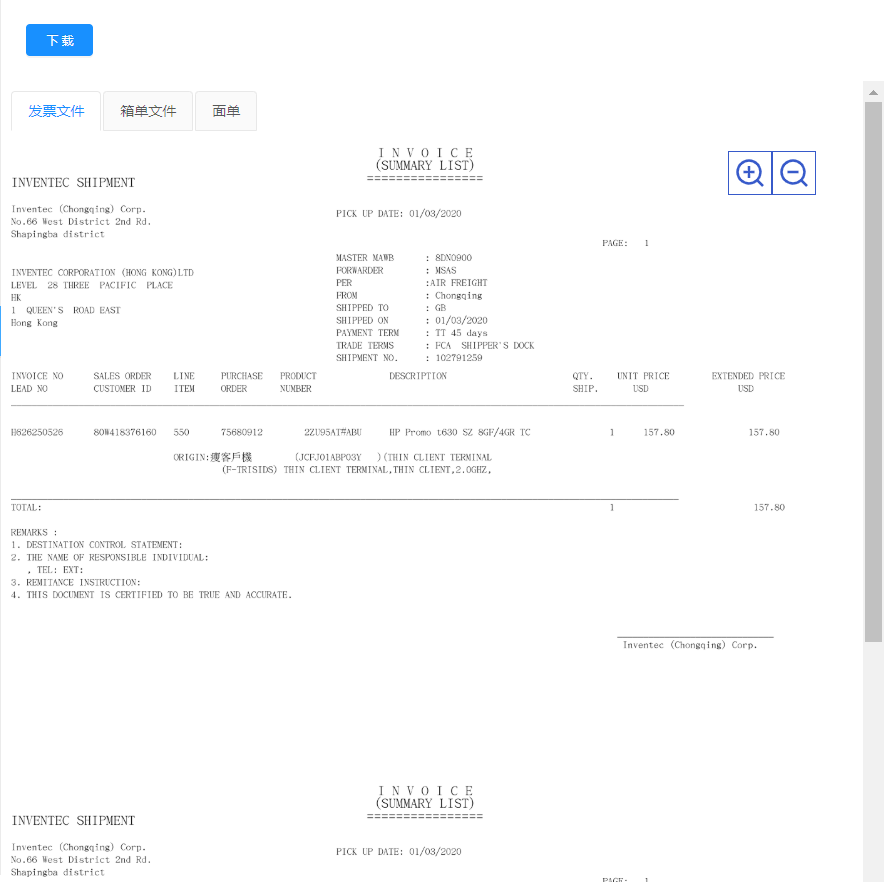 下 载
发票文件 箱单文件 面单
I N V O I C E
(SUMMARY LIST)
================
INVENTEC SHIPMENT
Inventec (Chongqing) Corp.
No.66 West District 2nd Rd.
Shapingba district
PICK UP DATE: 01/03/2020
PAGE: 1
INVENTEC CORPORATION (HONG KONG)LTD
LEVEL 28 THREE PACIFIC PLACE
HK
1 QUEEN'S ROAD EAST
Hong Kong
MASTER MAWB : 8DN0900
FORWARDER : MSAS
PER :AIR FREIGHT
FROM : Chongqing
SHIPPED TO : GB
SHIPPED ON : 01/03/2020
PAYMENT TERM : TT 45 days
TRADE TERMS : FCA SHIPPER'S DOCK
SHIPMENT NO. : 102791259
INVOICE NO SALES ORDER LINE PURCHASE PRODUCT DESCRIPTION QTY. UNIT PRICE EXTENDED PRICE
LEAD NO CUSTOMER ID ITEM ORDER NUMBER SHIP. USD USD
H626250526 80W418376160 550 75680912 2ZU95AT#ABU HP Promo t630 SZ 8GF/4GR TC 1 157.80 157.80
ORIGIN:瘦客戶機 (JCFJ01ABP03Y )(THIN CLIENT TERMINAL
(F-TRISIDS) THIN CLIENT TERMINAL,THIN CLIENT,2.0GHZ,
TOTAL: 1 157.80
REMARKS :
1. DESTINATION CONTROL STATEMENT:
2. THE NAME OF RESPONSIBLE INDIVIDUAL:
, TEL: EXT:
3. REMITANCE INSTRUCTION:
4. THIS DOCUMENT IS CERTIFIED TO BE TRUE AND ACCURATE.
Inventec (Chongqing) Corp.
I N V O I C E
(SUMMARY LIST)
================
INVENTEC SHIPMENT
Inventec (Chongqing) Corp.
No.66 West District 2nd Rd.
Shapingba district
PICK UP DATE: 01/03/2020
PAGE: 1